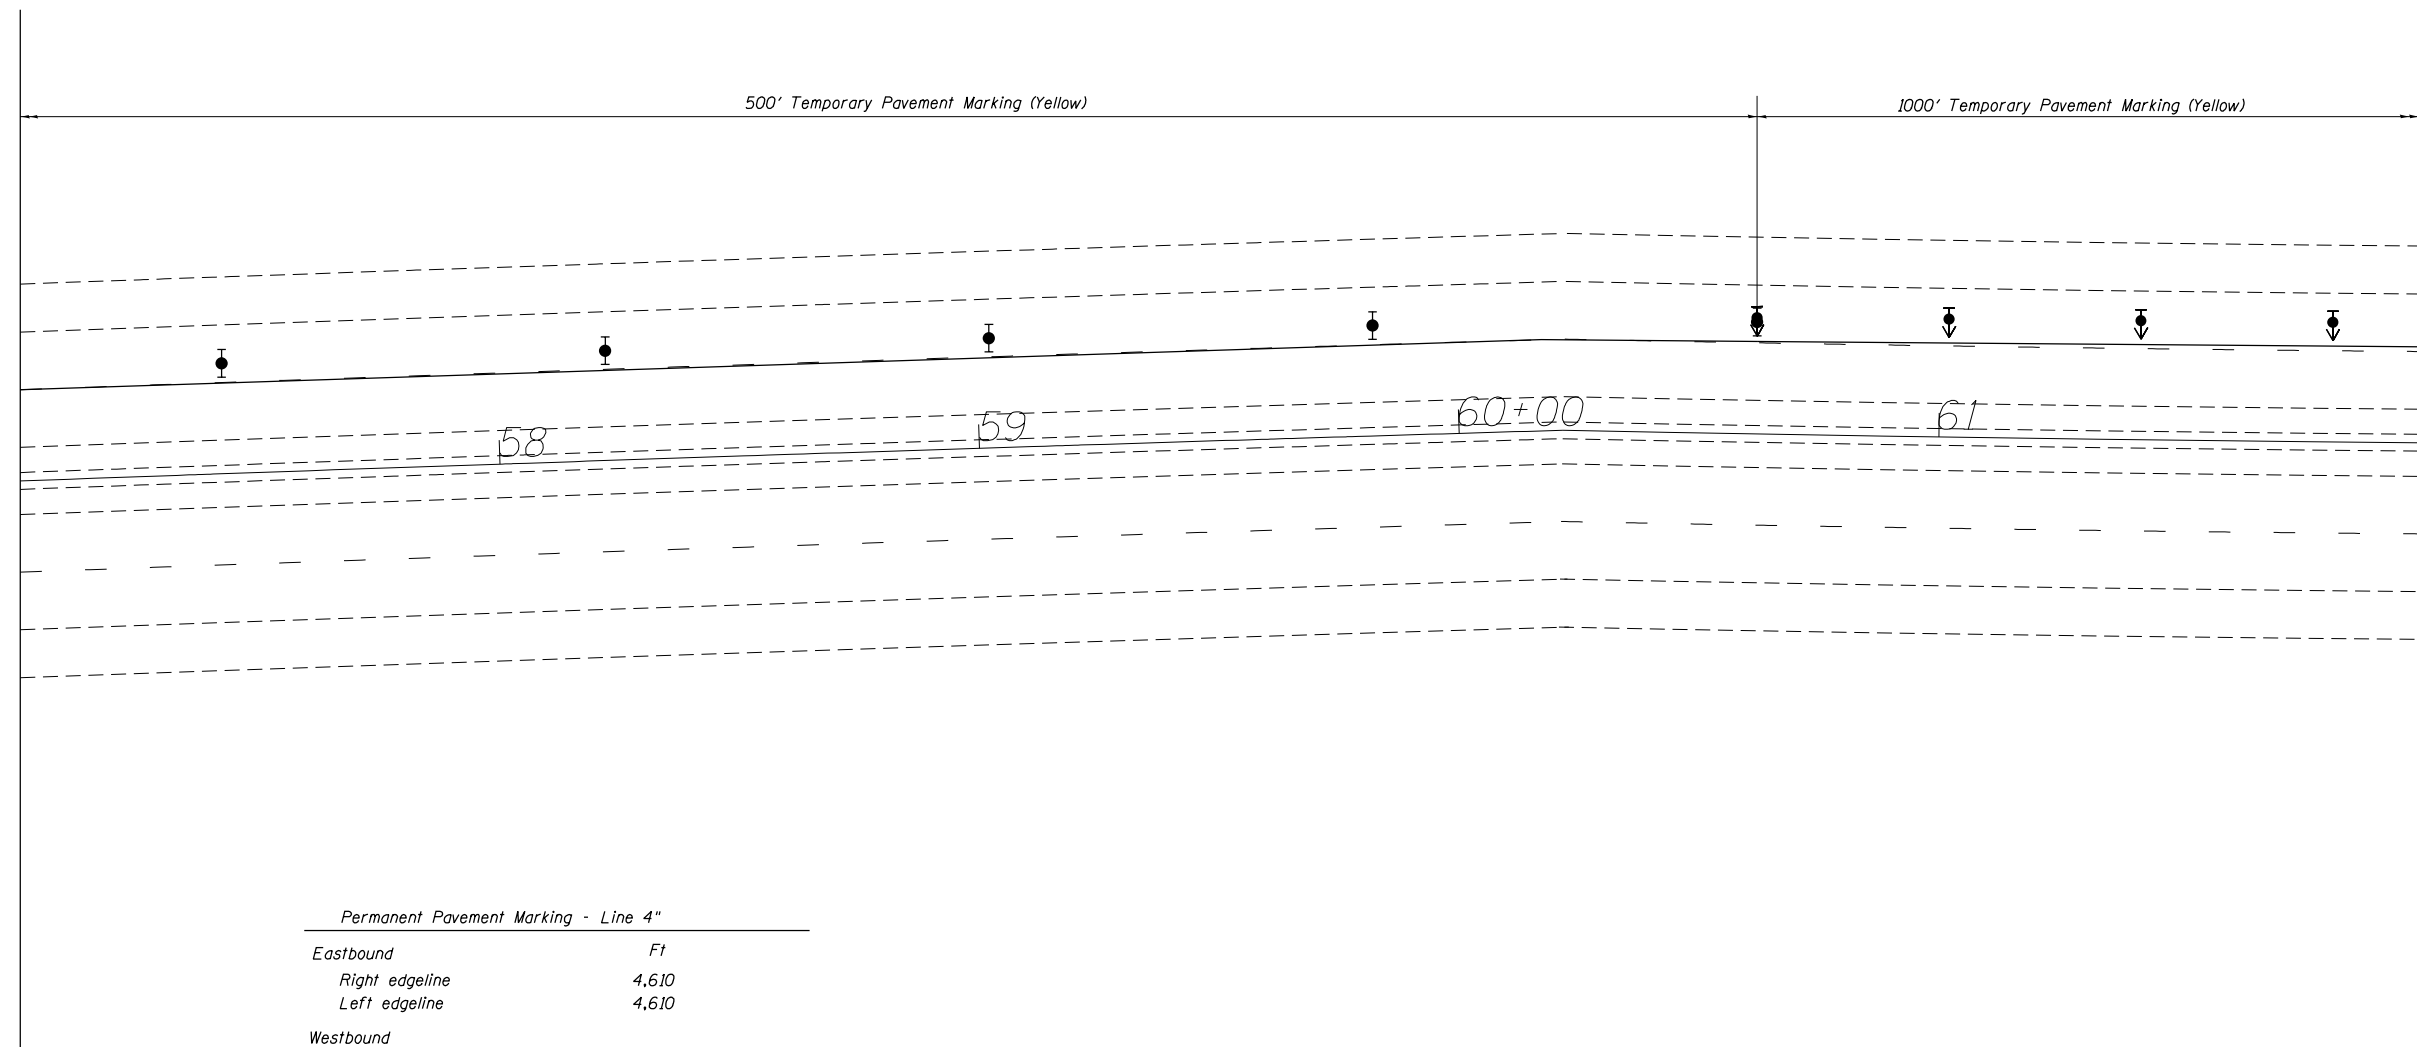 500' Temporary Pavement Marking (Yellow)
1000' Temporary Pavement Marking (Yellow)
58
59
60+00
61
Permanent Pavement Marking - Line 4"
Eastbound Ft
Right edgeline 4,610
Left edgeline 4,610
Westbound